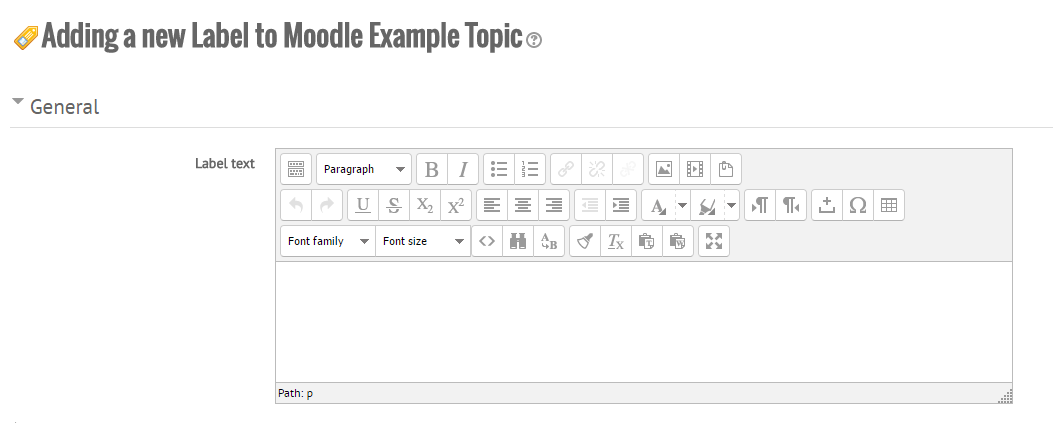 Adding a new Label to Moodle Example Topic
General
Label text
Paragraph
Font family Font size
Path: p